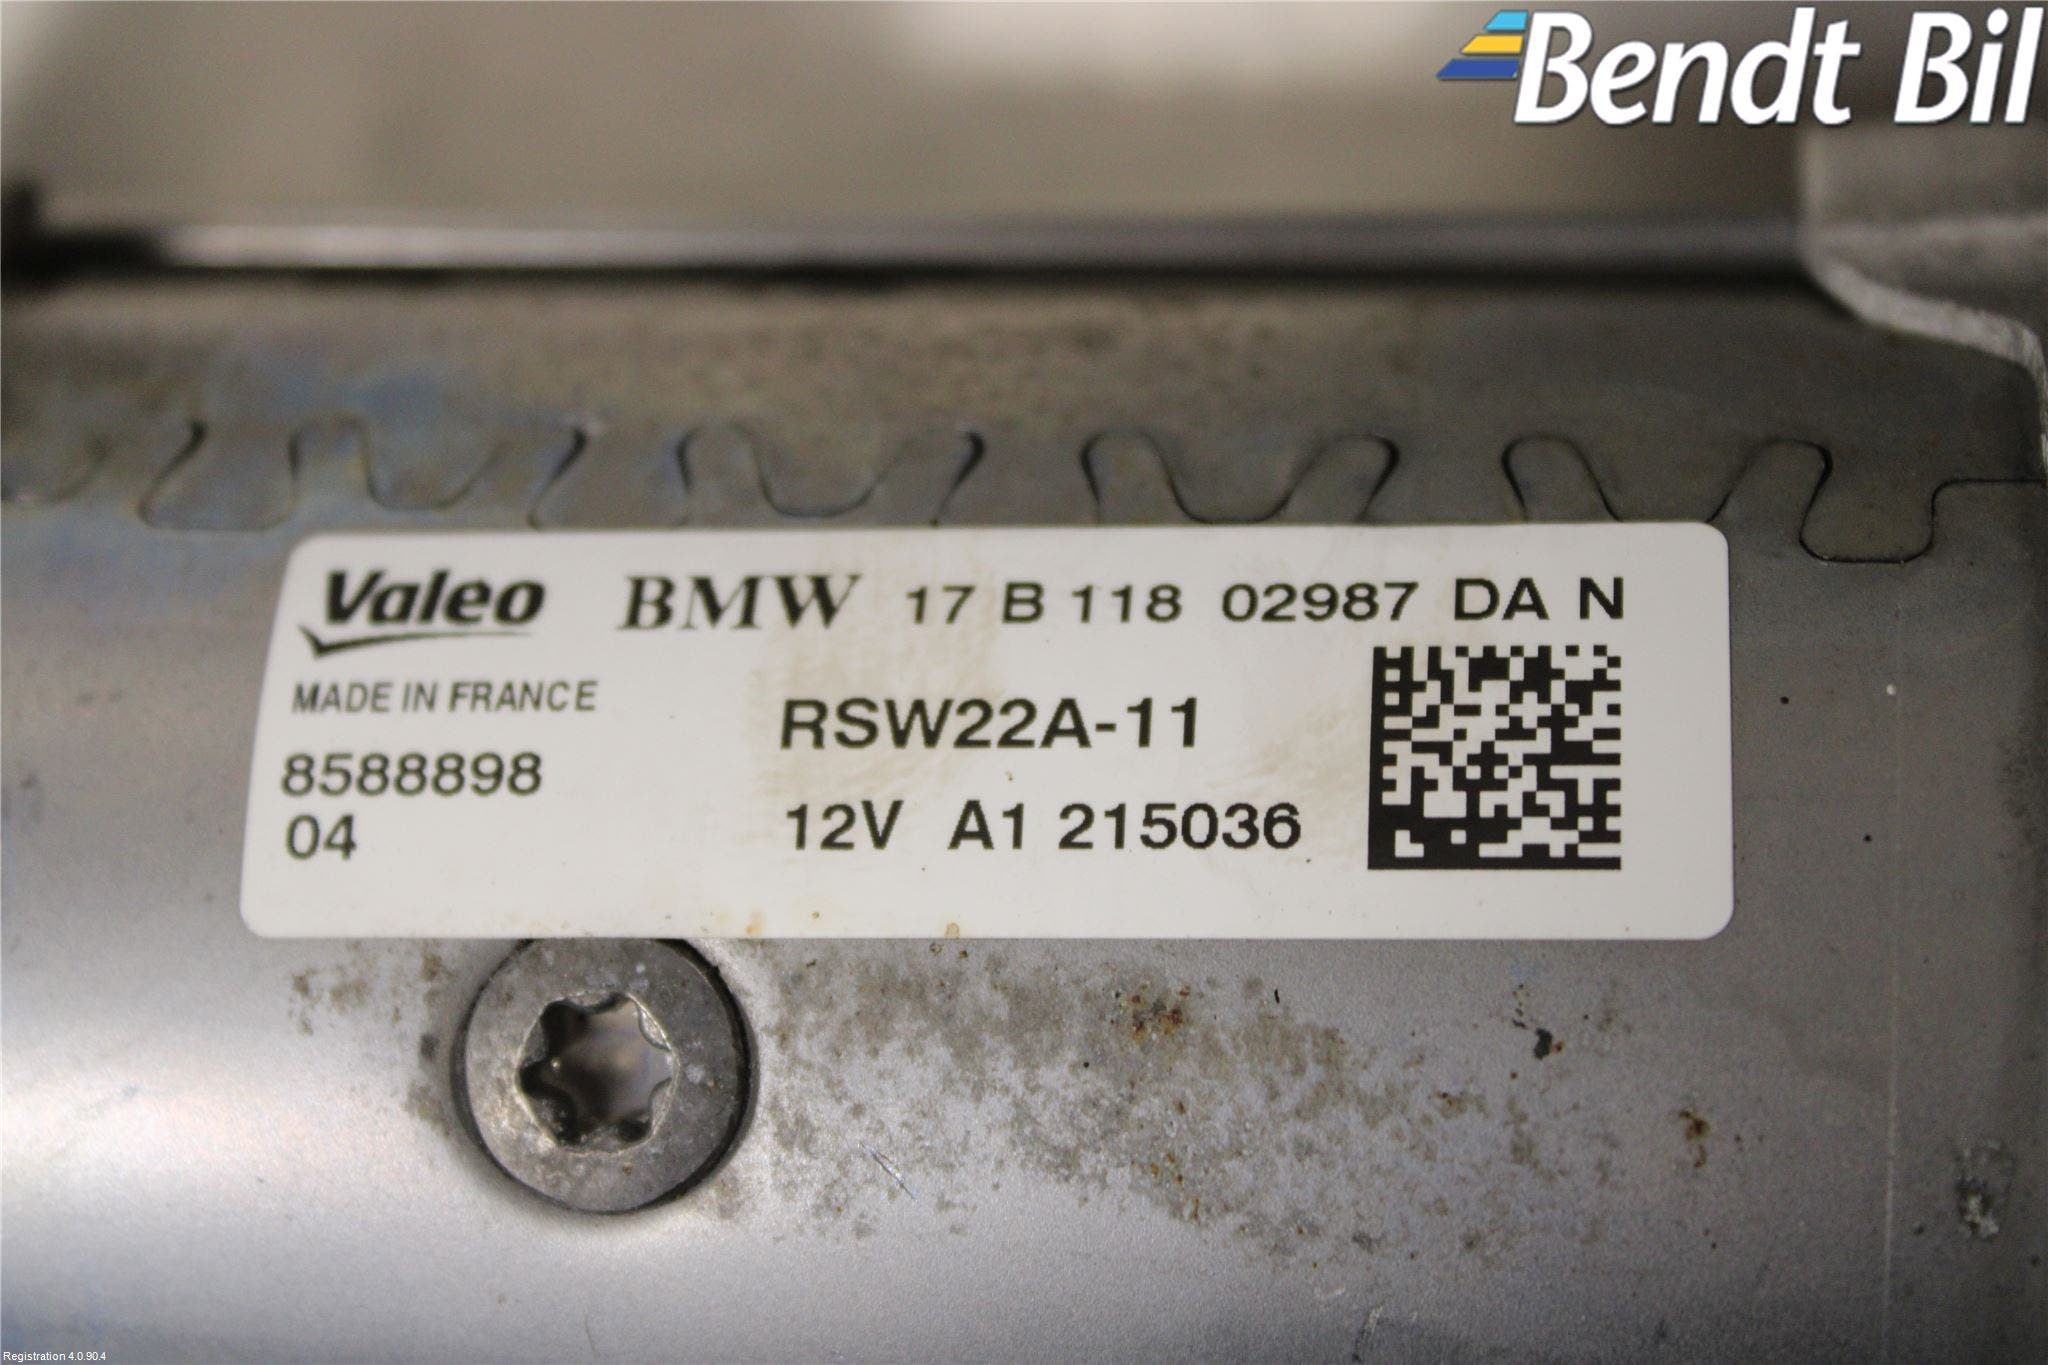 Bendt Bil
Valeo BMW 17 B 118 02987 DA N
MADE IN FRANCE
RSW22A-11
8588898
04
12V A1 215036
Registration 4.0.90.4